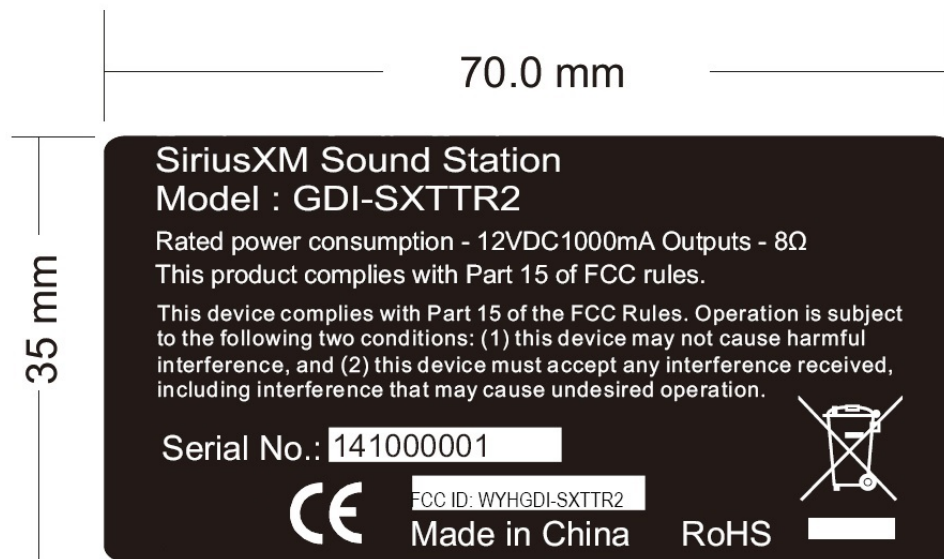 70.0 mm
35 mm
SiriusXM Sound Station
Model : GDI-SXTTR2
Rated power consumption - 12VDC1000mA Outputs - 8Ω
This product complies with Part 15 of FCC rules.
This device complies with Part 15 of the FCC Rules. Operation is subject
to the following two conditions: (1) this device may not cause harmful
interference, and (2) this device must accept any interference received,
including interference that may cause undesired operation.
Serial No.: 141000001
CE
FCC ID: WYHGDI-SXTTR2
Made in China RoHS